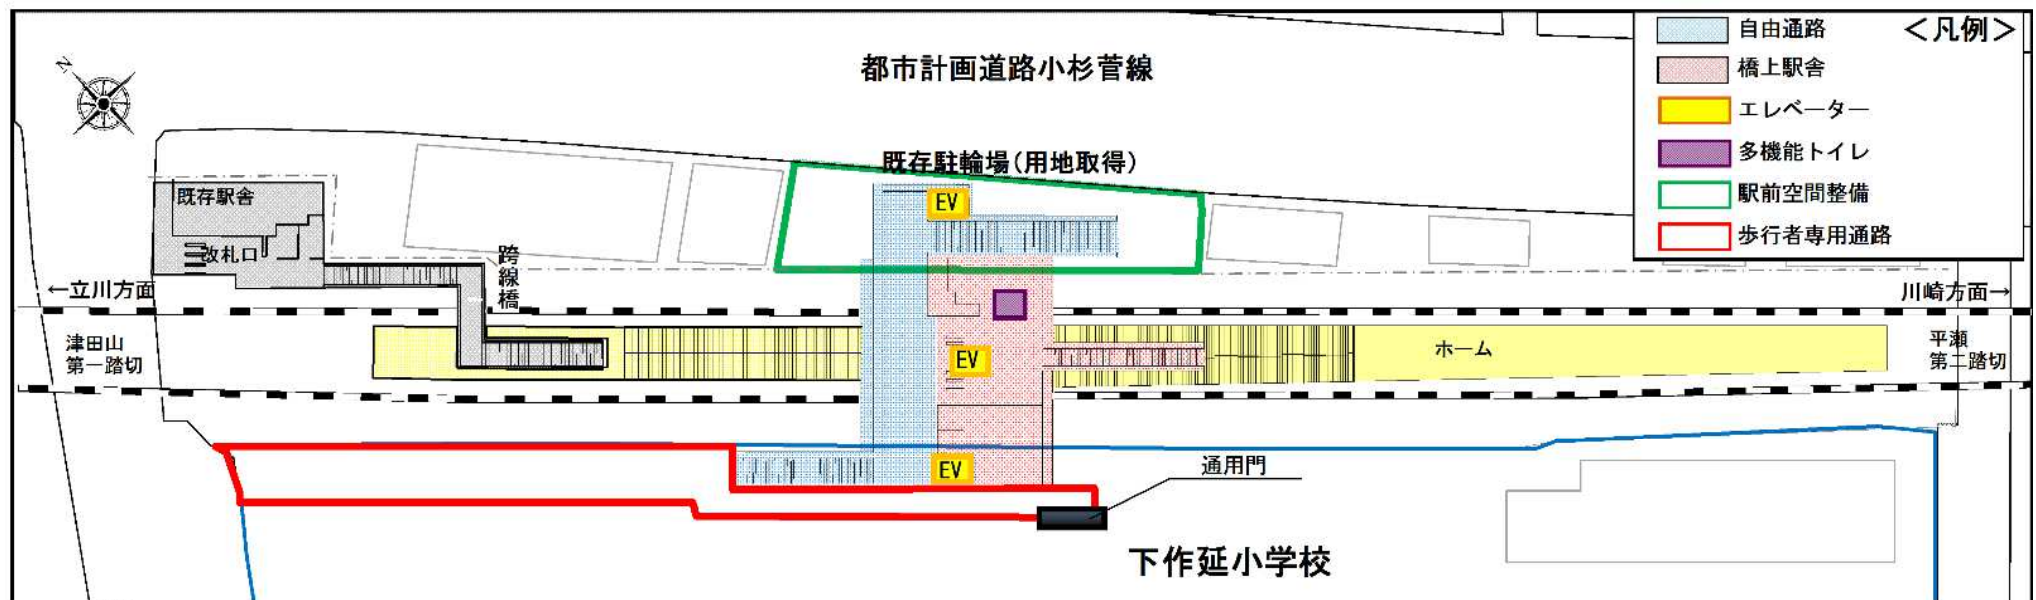 N
都市計画道路小杉菅線
＜凡例＞
自由通路
橋上駅舎
エレベーター
多機能トイレ
駅前空間整備
歩行者専用通路
既存駐輪場（用地取得）
EV
既存駅舎
改札口
跨線橋
←立川方面
川崎方面→
津田山
第一踏切
EV
ホーム
平瀬
第二踏切
EV
通用門
下作延小学校